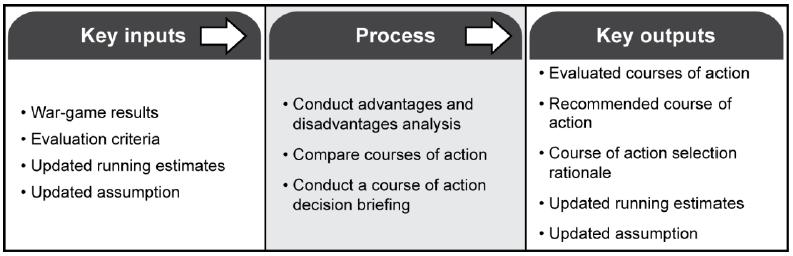 Key inputs
• War-game results
• Evaluation criteria
• Updated running estimates
• Updated assumption
Process
• Conduct advantages and
disadvantages analysis
• Compare courses of action
• Conduct a course of action
decision briefing
Key outputs
• Evaluated courses of action
• Recommended course of
action
• Course of action selection
rationale
• Updated running estimates
• Updated assumption